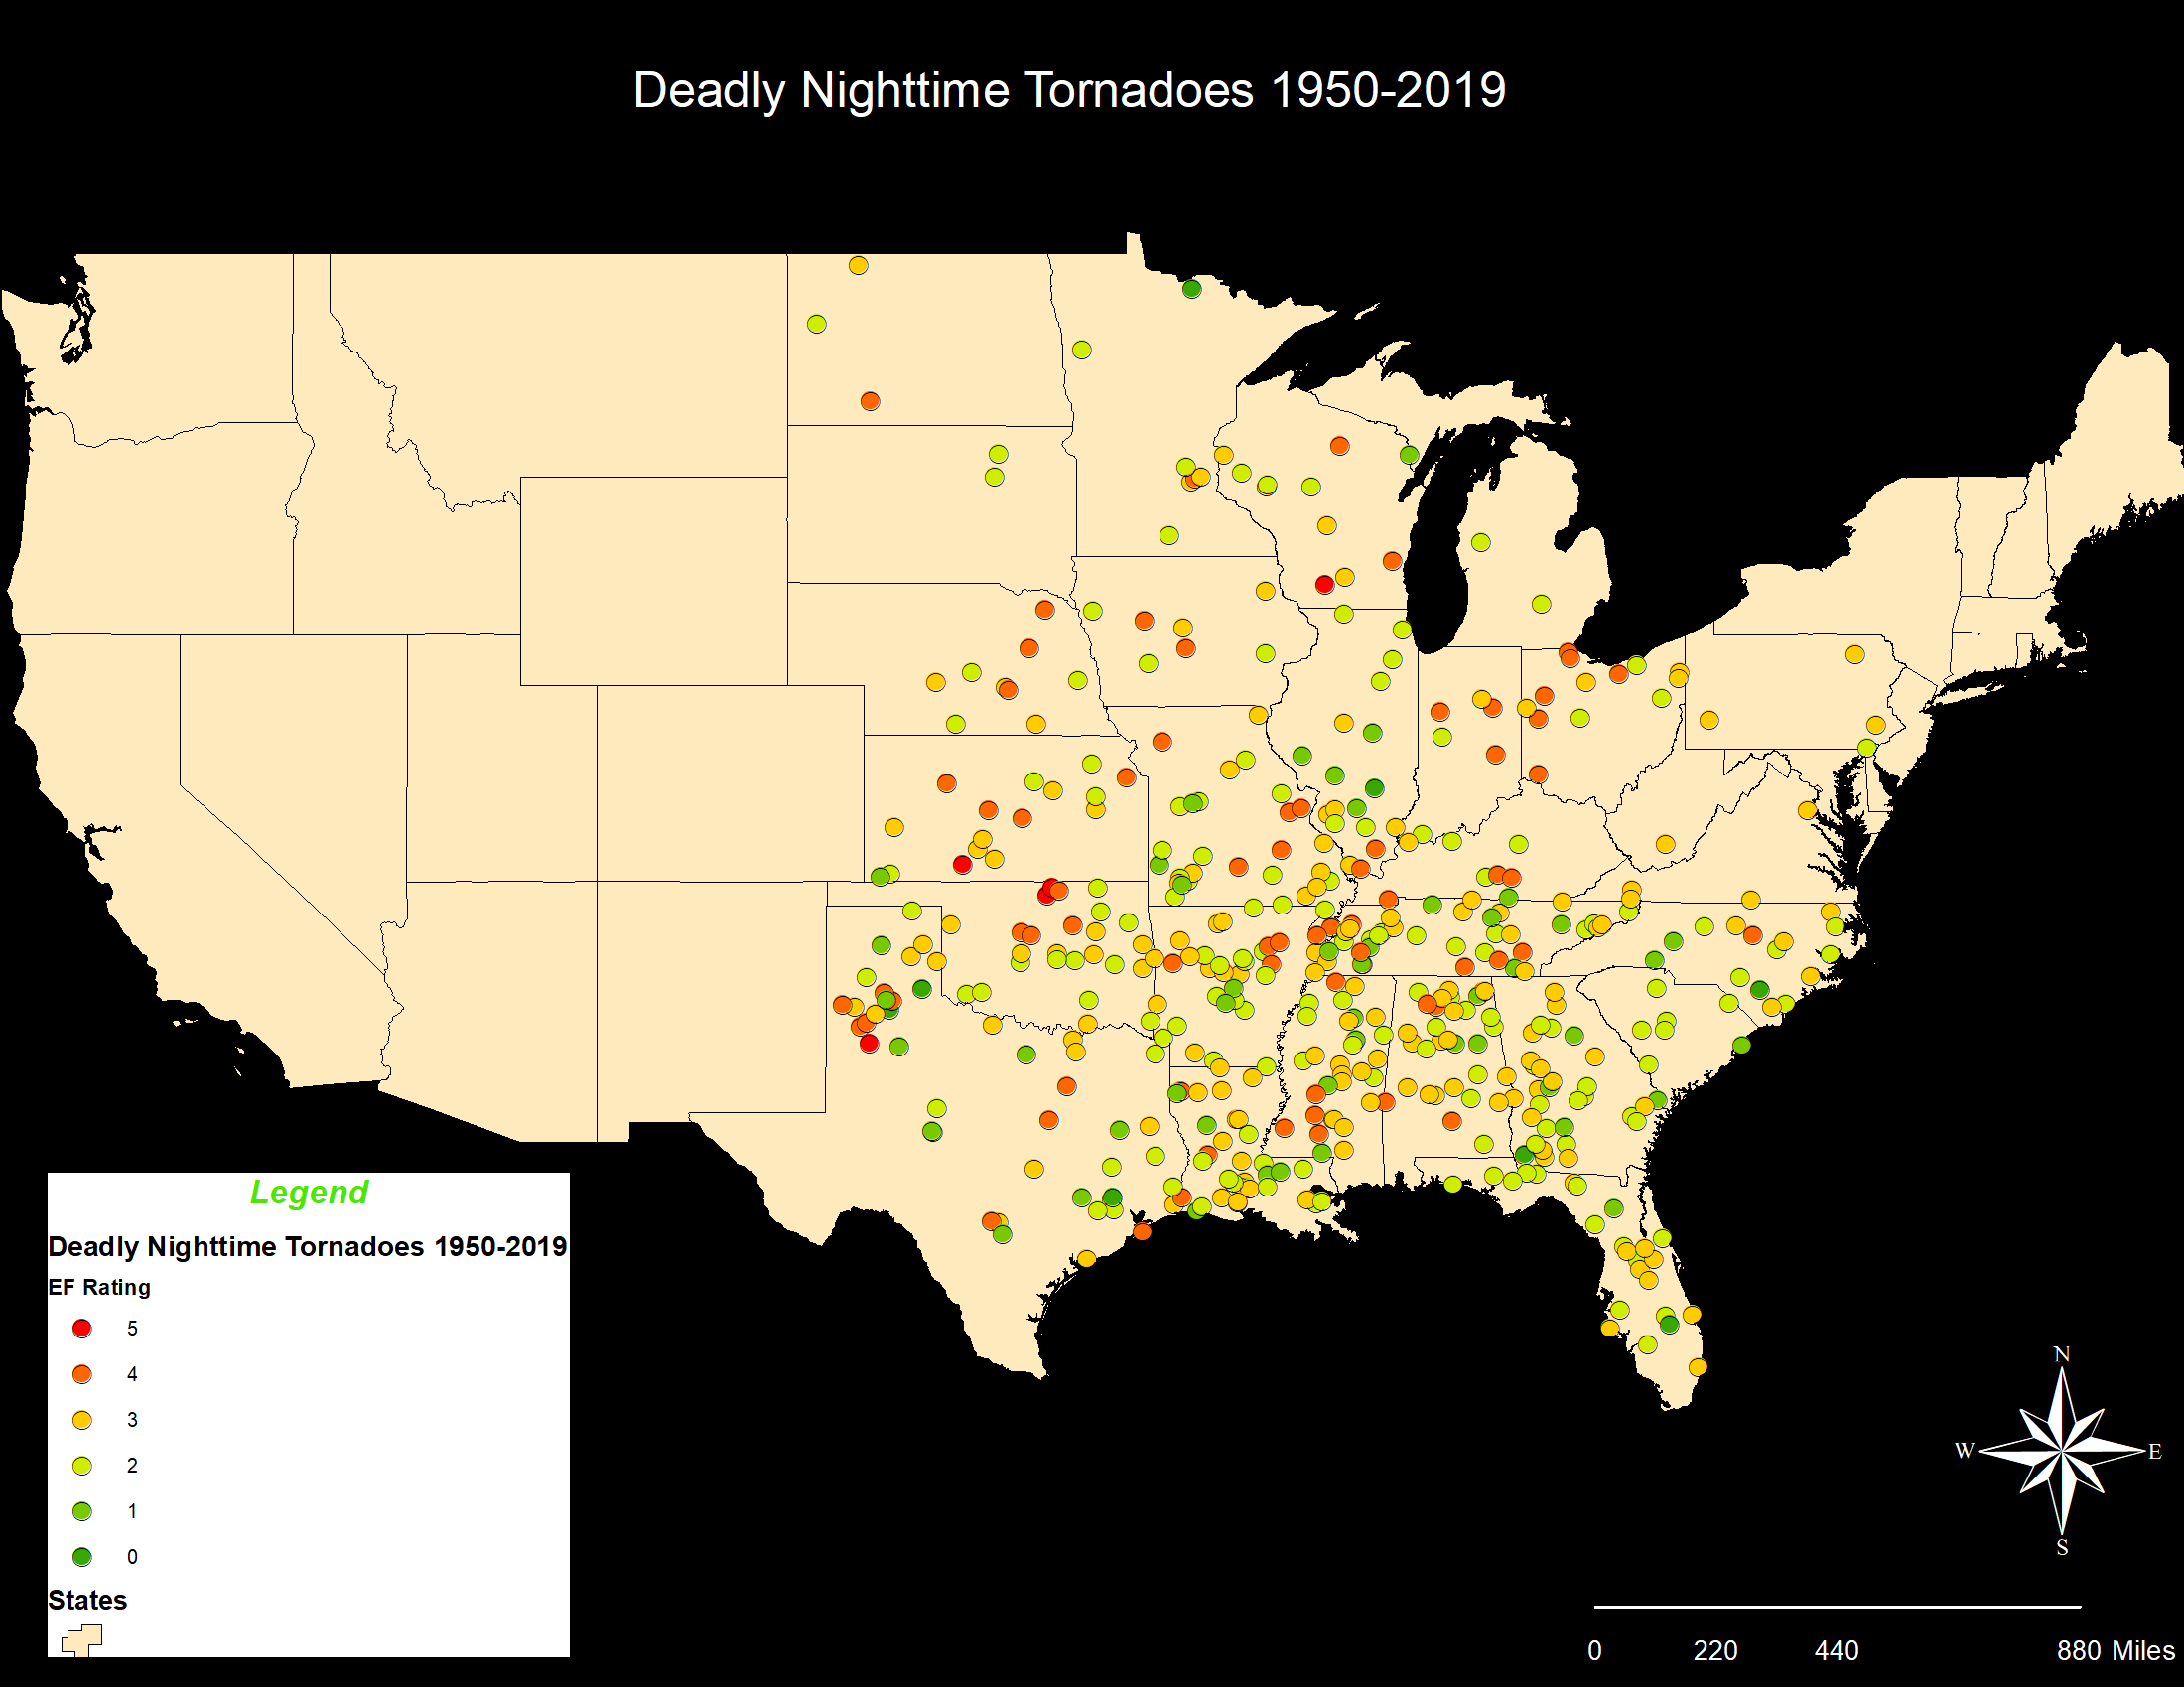 Deadly Nighttime Tornadoes 1950-2019
Legend
Deadly Nighttime Tornadoes 1950-2019
EF Rating
5
4
3
2
1
0
States
N
W E
S
0 220 440 880 Miles